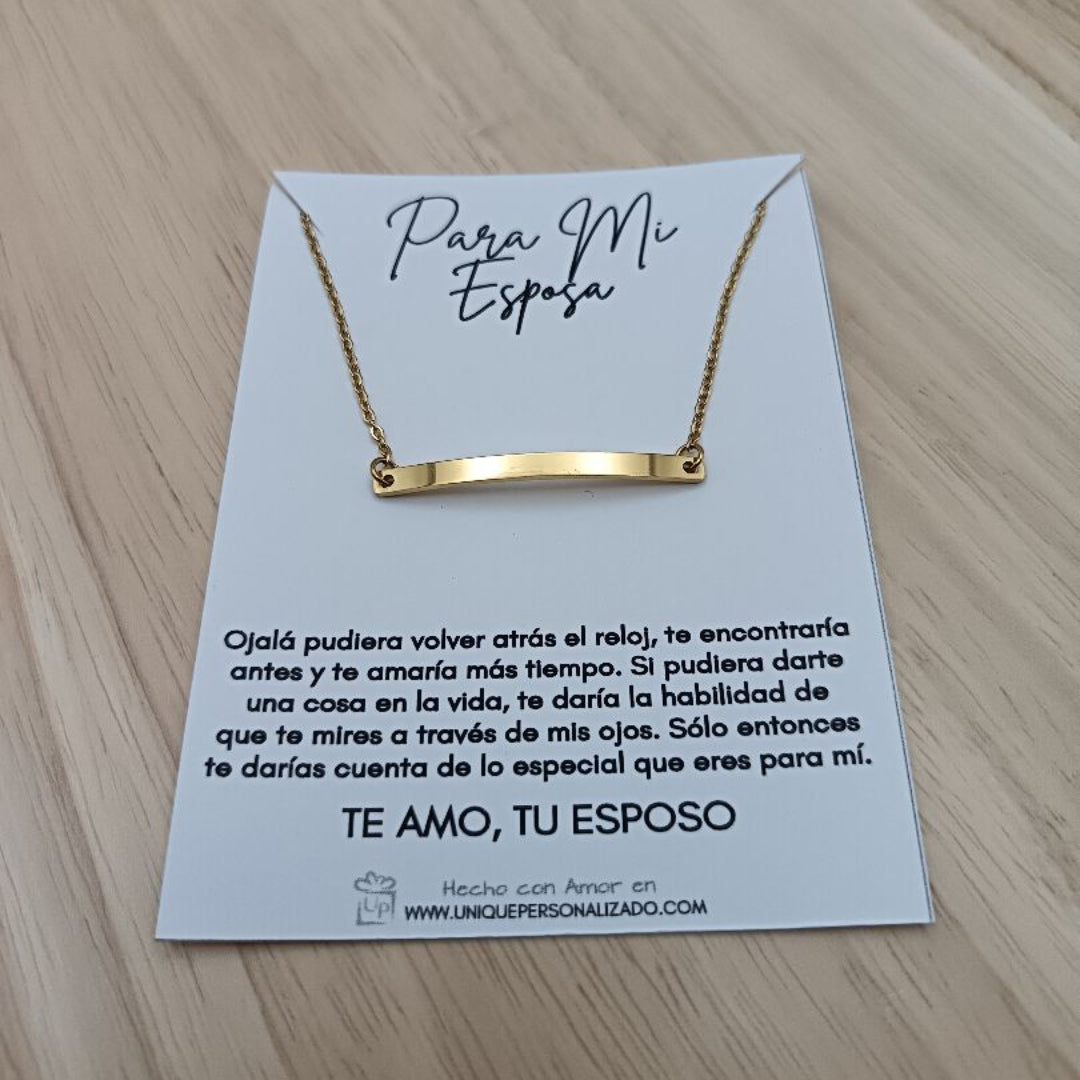 Para Mi
Esposa
Ojalá pudiera volver atrás el reloj, te encontraría
antes y te amaría más tiempo. Si pudiera darte
una cosa en la vida, te daría la habilidad de
que te mires a través de mis ojos. Sólo entonces
te darías cuenta de lo especial que eres para mí.
TE AMO, TU ESPOSO
Up
Hecho con Amor en
WWW.UNIQUEPERSONALIZADO.COM